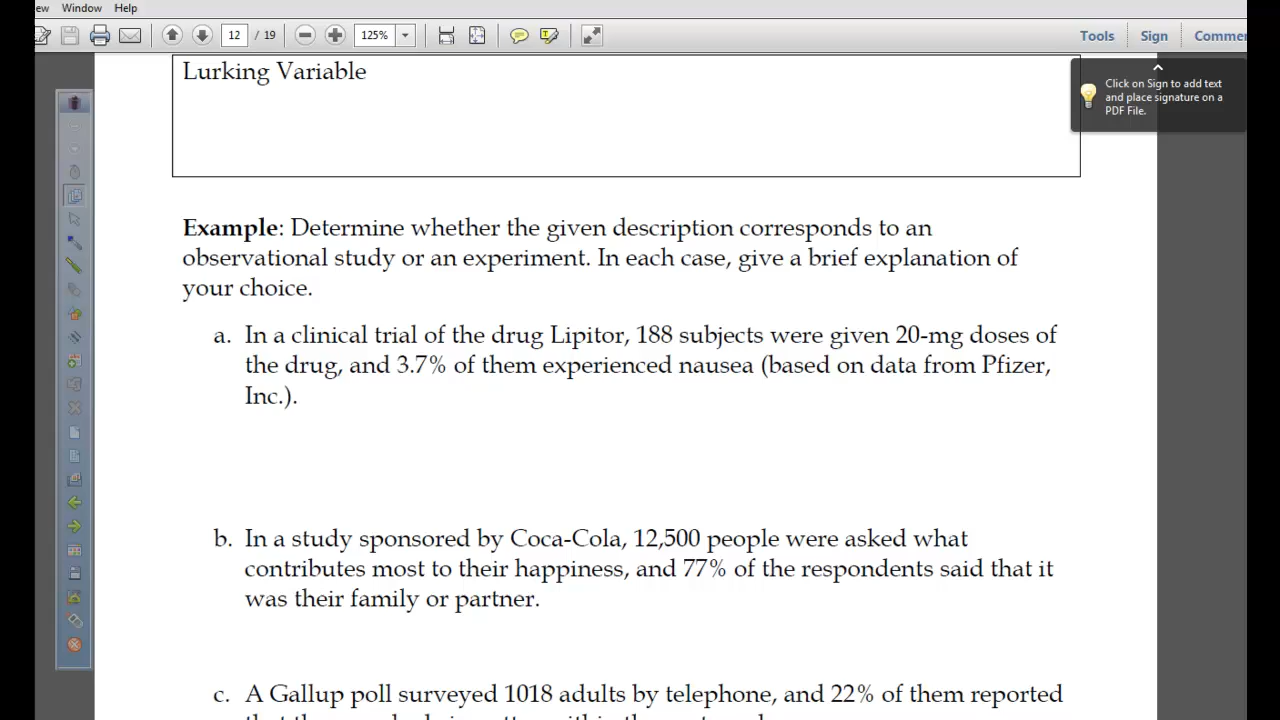 ew Window Help
12 / 19 125% Tools Sign Commer
Lurking Variable
Click on Sign to add text
and place signature on a
PDF File.
Example: Determine whether the given description corresponds to an
observational study or an experiment. In each case, give a brief explanation of
your choice.
a. In a clinical trial of the drug Lipitor, 188 subjects were given 20-mg doses of
the drug, and 3.7% of them experienced nausea (based on data from Pfizer,
Inc.).
b. In a study sponsored by Coca-Cola, 12,500 people were asked what
contributes most to their happiness, and 77% of the respondents said that it
was their family or partner.
c. A Gallup poll surveyed 1018 adults by telephone, and 22% of them reported